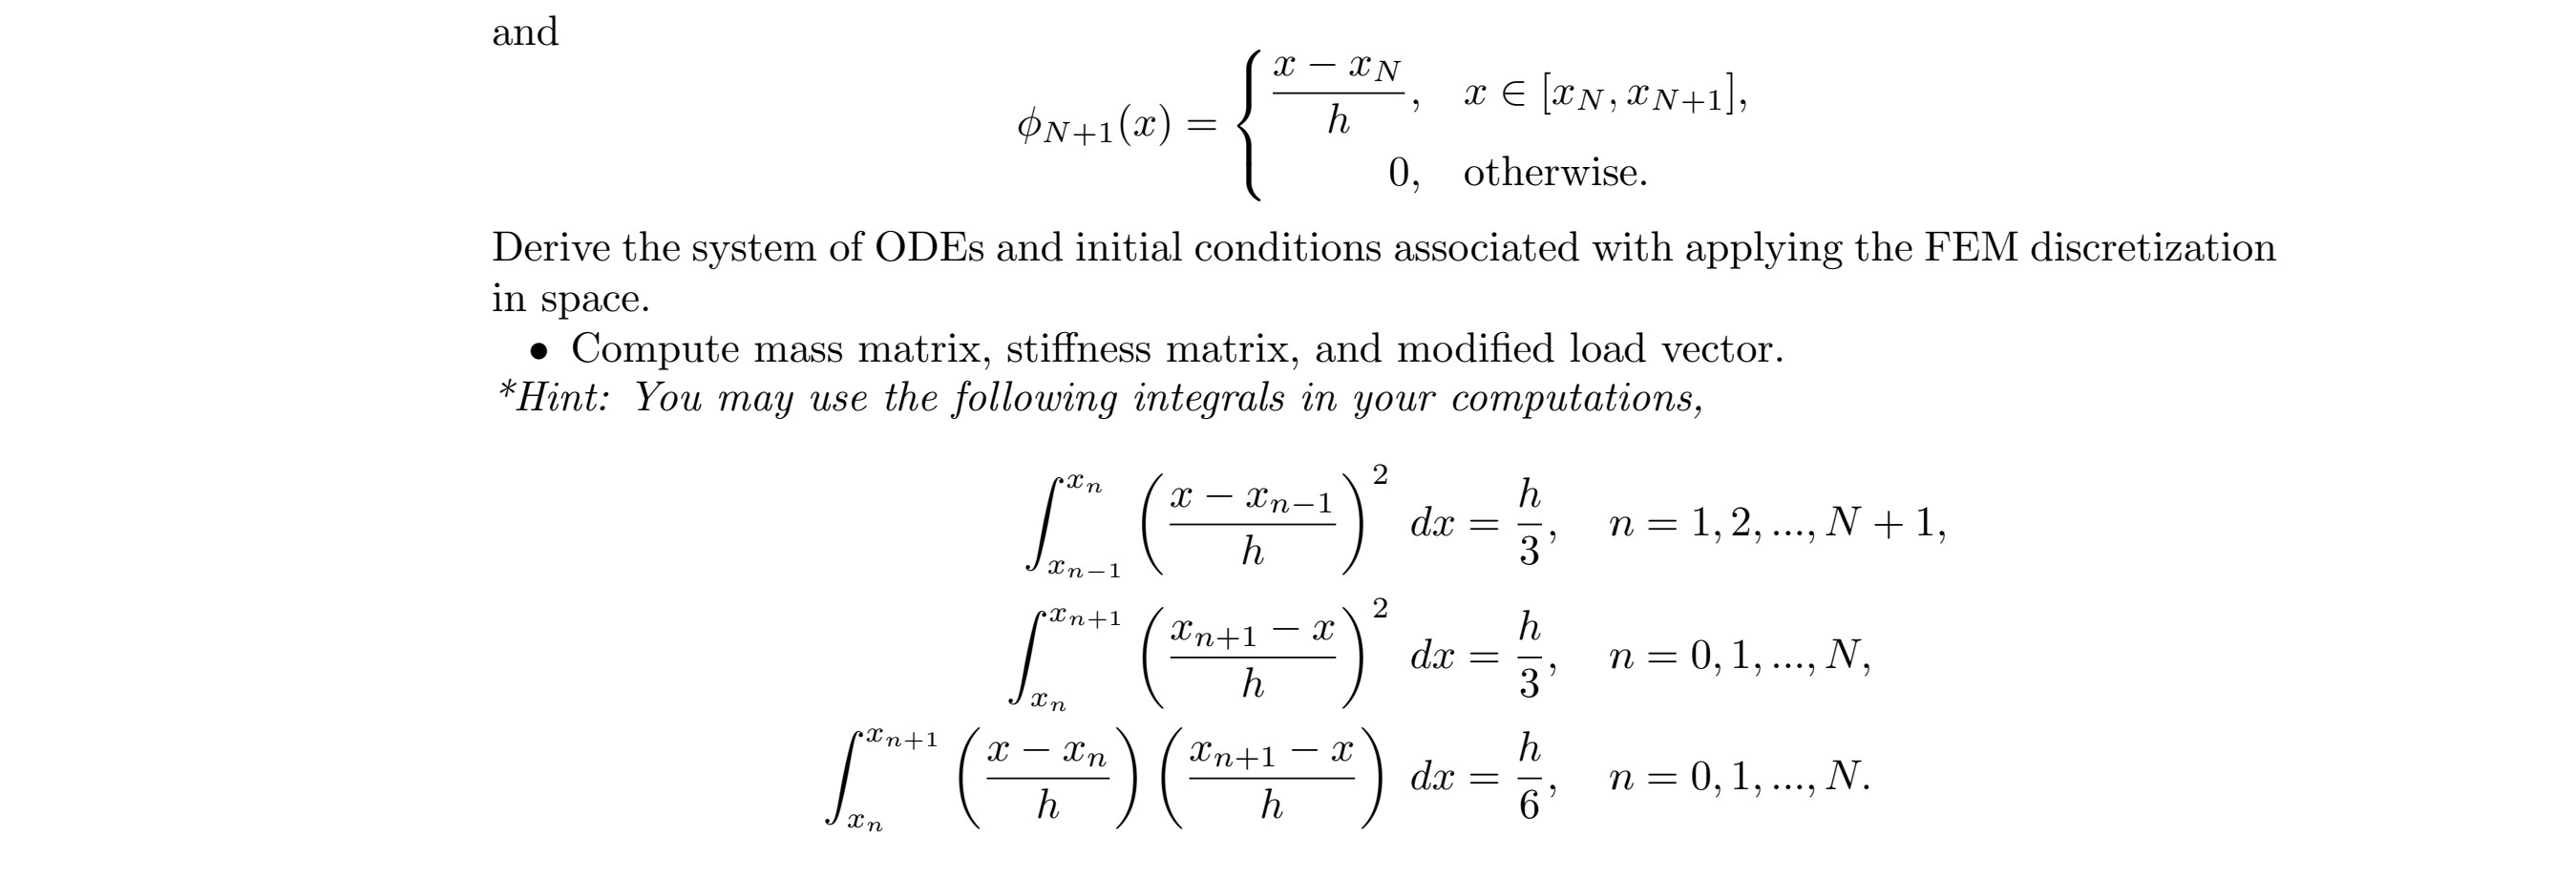 and
$$\phi_{N+1}(x) = \begin{cases} \dfrac{x - x_N}{h}, & x \in [x_N, x_{N+1}], \\ 0, & \text{otherwise.} \end{cases}$$
Derive the system of ODEs and initial conditions associated with applying the FEM discretization
in space.
• Compute mass matrix, stiffness matrix, and modified load vector.
*Hint: You may use the following integrals in your computations,
$$\int_{x_{n-1}}^{x_n} \left( \frac{x - x_{n-1}}{h} \right)^2 dx = \frac{h}{3}, \quad n = 1, 2, ..., N + 1,$$
$$\int_{x_n}^{x_{n+1}} \left( \frac{x_{n+1} - x}{h} \right)^2 dx = \frac{h}{3}, \quad n = 0, 1, ..., N,$$
$$\int_{x_n}^{x_{n+1}} \left( \frac{x - x_n}{h} \right) \left( \frac{x_{n+1} - x}{h} \right) dx = \frac{h}{6}, \quad n = 0, 1, ..., N.$$